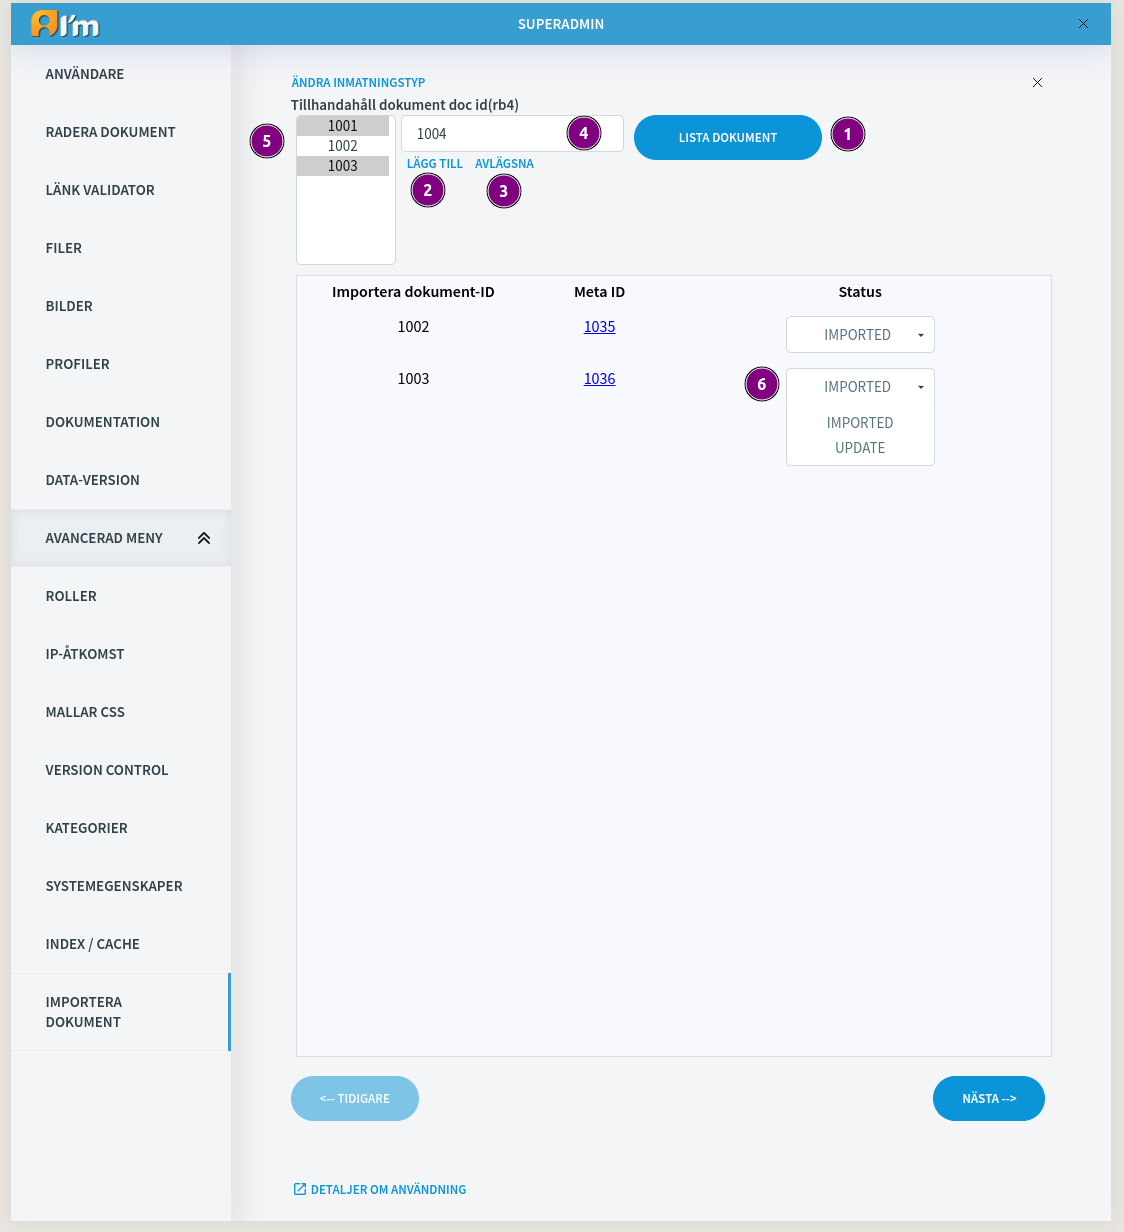 AI'm
SUPERADMIN
ANVÄNDARE
RADERA DOKUMENT
LÄNK VALIDATOR
FILER
BILDER
PROFILER
DOKUMENTATION
DATA-VERSION
AVANCERAD MENY
ROLLER
IP-ÅTKOMST
MALLAR CSS
VERSION CONTROL
KATEGORIER
SYSTEMEGENSKAPER
INDEX / CACHE
IMPORTERA
DOKUMENT
ÄNDRA INMATNINGSTYP
Tillhandahåll dokument doc id(rb4)
5
1001
1002
1003
1004
4
LISTA DOKUMENT
1
LÄGG TILL
AVLÄGSNA
2
3
Importera dokument-ID Meta ID Status
1002 1035 IMPORTED
1003 1036 6 IMPORTED
IMPORTED
UPDATE
<-- TIDIGARE
NÄSTA -->
DETALJER OM ANVÄNDNING